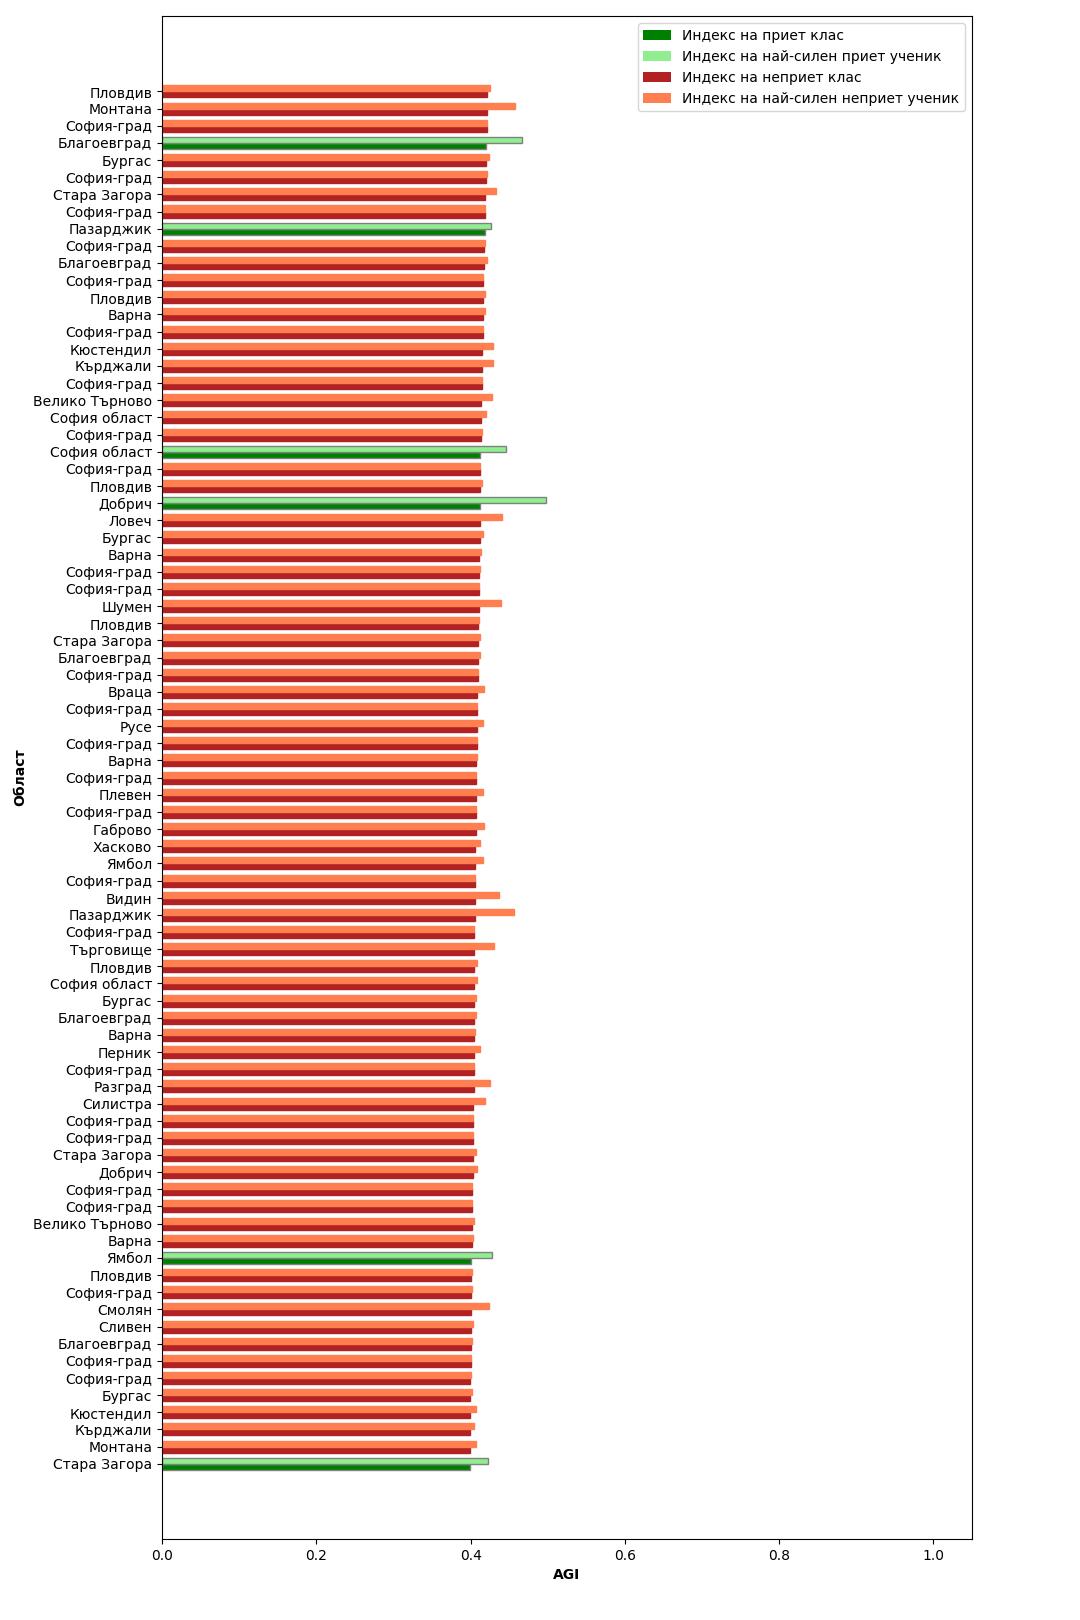 Индекс на приет клас
Индекс на най-силен приет ученик
Индекс на неприет клас
Индекс на най-силен неприет ученик
Пловдив
Монтана
София-град
Благоевград
Бургас
София-град
Стара Загора
София-град
Пазарджик
София-град
Благоевград
София-град
Пловдив
Варна
София-град
Кюстендил
Кърджали
София-град
Велико Търново
София област
София-град
София област
София-град
Пловдив
Добрич
Ловеч
Бургас
Варна
София-град
София-град
Шумен
Пловдив
Стара Загора
Благоевград
София-град
Враца
София-град
Русе
София-град
Варна
София-град
Плевен
София-град
Габрово
Хасково
Ямбол
София-град
Видин
Пазарджик
София-град
Търговище
Пловдив
София област
Бургас
Благоевград
Варна
Перник
София-град
Разград
Силистра
София-град
София-град
Стара Загора
Добрич
София-град
София-град
Велико Търново
Варна
Ямбол
Пловдив
София-град
Смолян
Сливен
Благоевград
София-град
София-град
Бургас
Кюстендил
Кърджали
Монтана
Стара Загора
Област
0.0 0.2 0.4 0.6 0.8 1.0
AGI